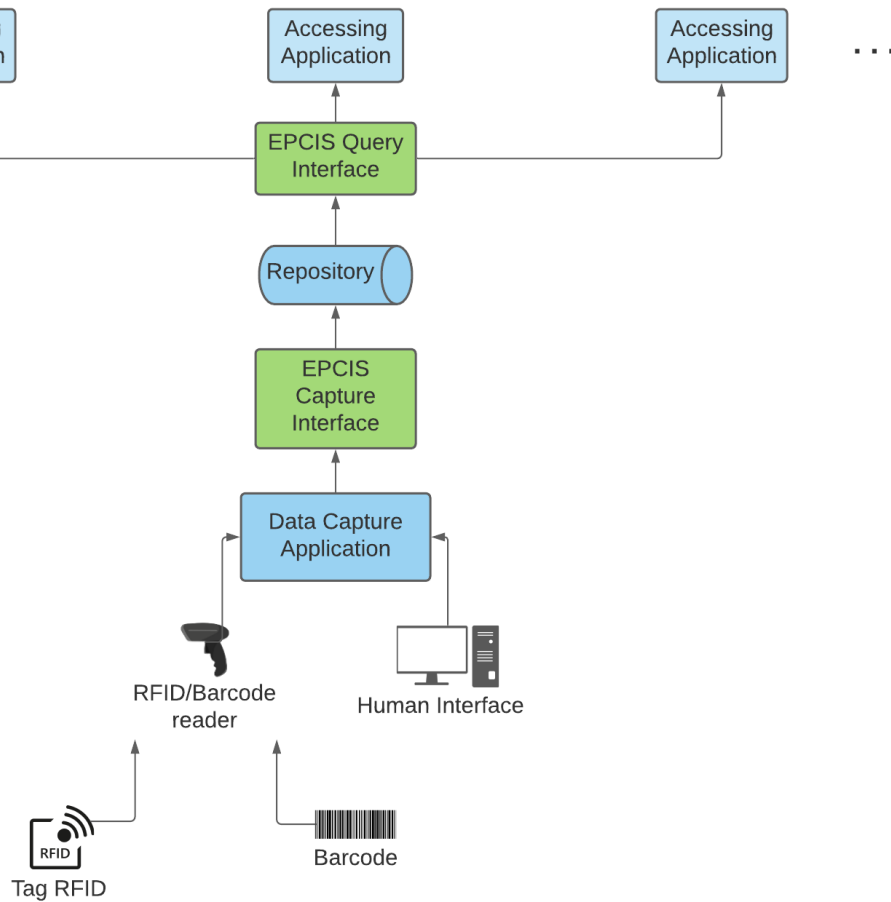 Accessing
Application
Accessing
Application
. . .
EPCIS Query
Interface
Repository
EPCIS
Capture
Interface
Data Capture
Application
RFID/Barcode
reader
Human Interface
RFID
Tag RFID
Barcode